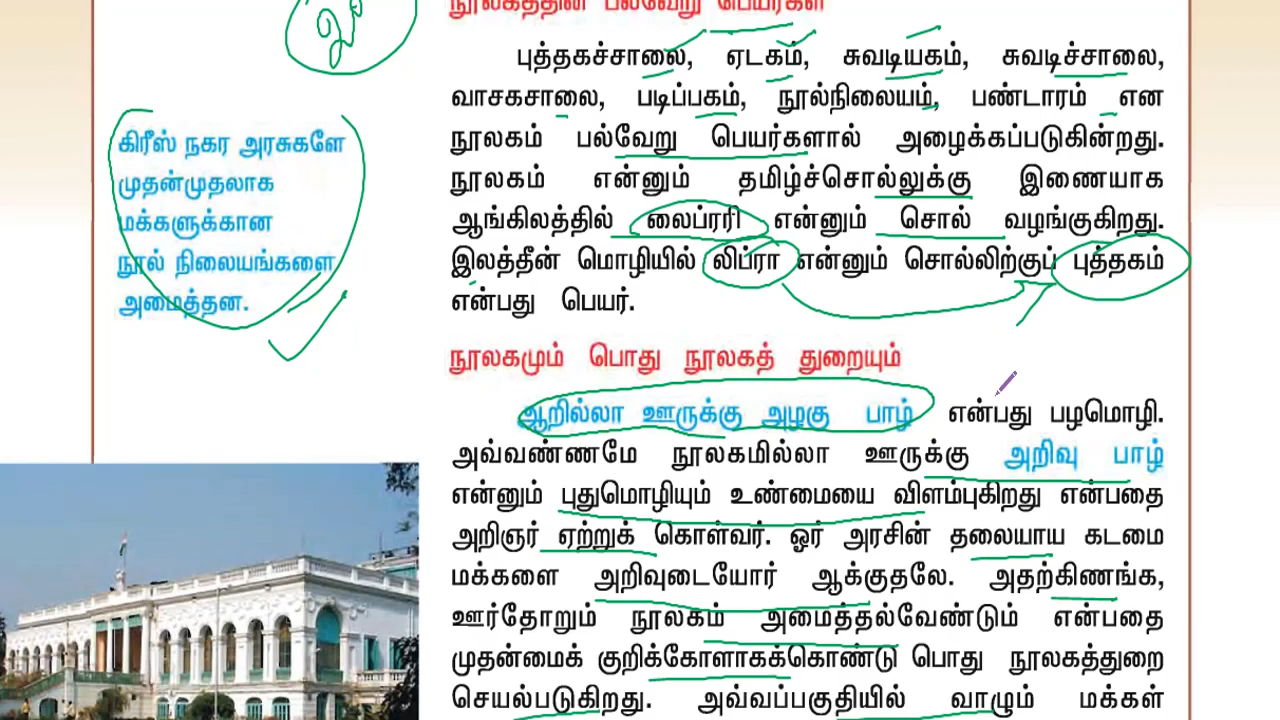 நூலகத்தின் பல்வேறு பெயர்கள்
புத்தகச்சாலை, ஏடகம், சுவடியகம், சுவடிச்சாலை,
வாசகசாலை, படிப்பகம், நூல்நிலையம், பண்டாரம் என
நூலகம் பல்வேறு பெயர்களால் அழைக்கப்படுகின்றது.
நூலகம் என்னும் தமிழ்ச்சொல்லுக்கு இணையாக
ஆங்கிலத்தில் லைப்ரரி என்னும் சொல் வழங்குகிறது.
இலத்தீன் மொழியில் லிப்ரா என்னும் சொல்லிற்குப் புத்தகம்
என்பது பெயர்.
கிரீஸ் நகர அரசுகளே
முதன்முதலாக
மக்களுக்கான
நூல் நிலையங்களை
அமைத்தன.
நூலகமும் பொது நூலகத் துறையும்
ஆறில்லா ஊருக்கு அழகு பாழ் என்பது பழமொழி.
அவ்வண்ணமே நூலகமில்லா ஊருக்கு அறிவு பாழ்
என்னும் புதுமொழியும் உண்மையை விளம்புகிறது என்பதை
அறிஞர் ஏற்றுக் கொள்வர். ஓர் அரசின் தலையாய கடமை
மக்களை அறிவுடையோர் ஆக்குதலே. அதற்கிணங்க,
ஊர்தோறும் நூலகம் அமைத்தல்வேண்டும் என்பதை
முதன்மைக் குறிக்கோளாகக்கொண்டு பொது நூலகத்துறை
செயல்படுகிறது. அவ்வப்பகுதியில் வாழும் மக்கள்